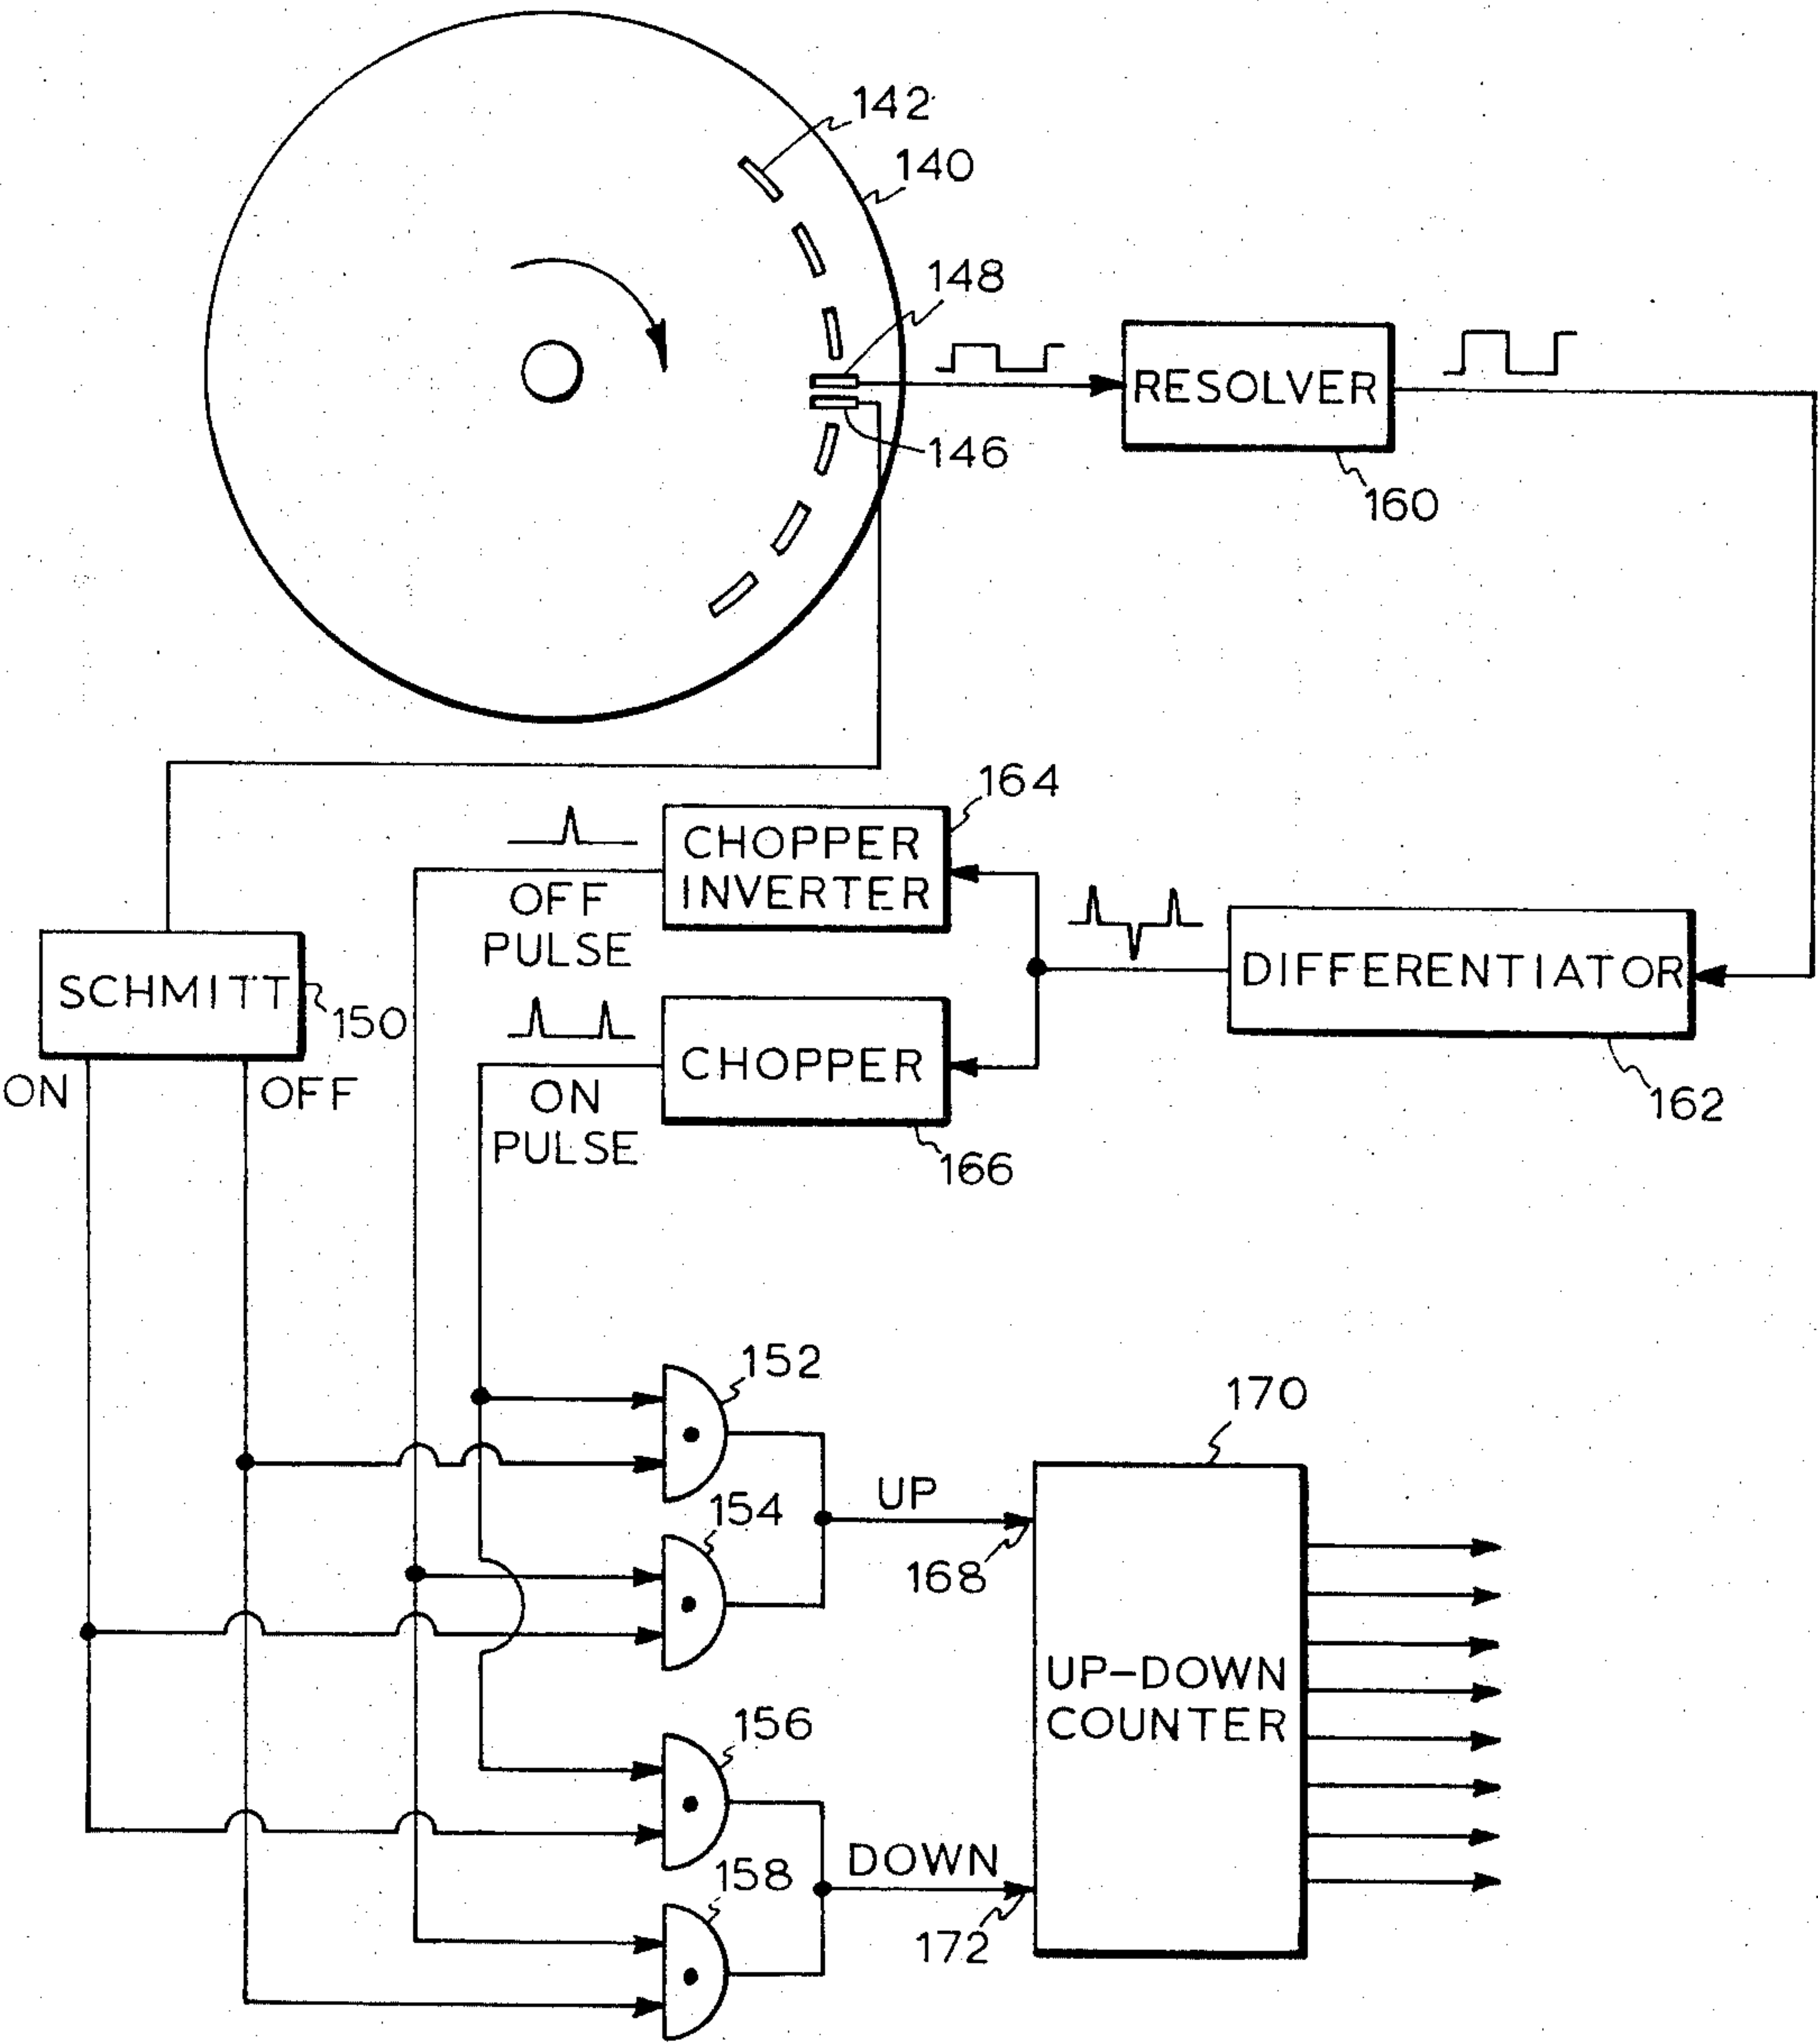 142
140
148
RESOLVER
146
160
164
CHOPPER
INVERTER
OFF
PULSE
SCHMITT
150
DIFFERENTIATOR
ON
OFF
CHOPPER
ON
PULSE
162
166
152
170
UP
154
168
UP-DOWN
COUNTER
156
DOWN
158
172